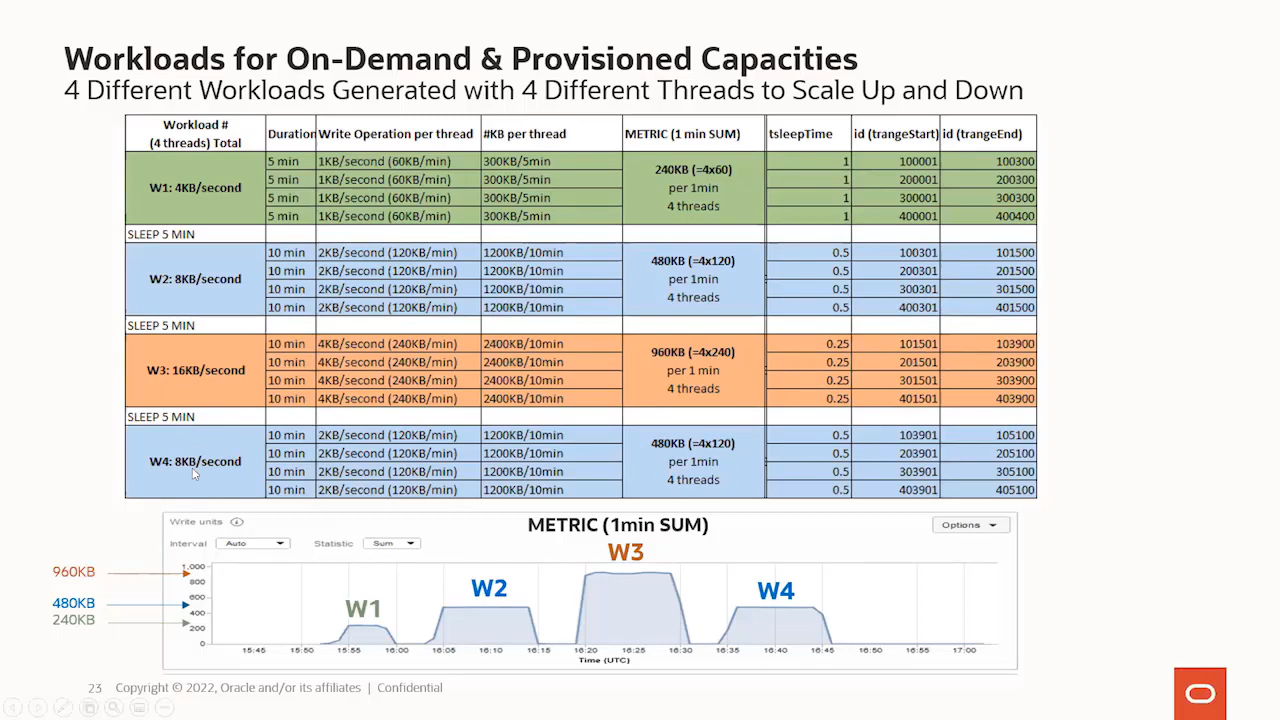 Workloads for On-Demand & Provisioned Capacities
4 Different Workloads Generated with 4 Different Threads to Scale Up and Down
Workload # (4 threads) Total Duration Write Operation per thread #KB per thread METRIC (1 min SUM) tsleepTime id (trangeStart) id (trangeEnd)
W1: 4KB/second 240KB (=4x60) per 1min 4 threads
5 min 1KB/second (60KB/min) 300KB/5min 1 100001 100300
5 min 1KB/second (60KB/min) 300KB/5min 1 200001 200300
5 min 1KB/second (60KB/min) 300KB/5min 1 300001 300300
5 min 1KB/second (60KB/min) 300KB/5min 1 400001 400400
SLEEP 5 MIN
W2: 8KB/second 480KB (=4x120) per 1min 4 threads
10 min 2KB/second (120KB/min) 1200KB/10min 0.5 100301 101500
10 min 2KB/second (120KB/min) 1200KB/10min 0.5 200301 201500
10 min 2KB/second (120KB/min) 1200KB/10min 0.5 300301 301500
10 min 2KB/second (120KB/min) 1200KB/10min 0.5 400301 401500
SLEEP 5 MIN
W3: 16KB/second 960KB (=4x240) per 1 min 4 threads
10 min 4KB/second (240KB/min) 2400KB/10min 0.25 101501 103900
10 min 4KB/second (240KB/min) 2400KB/10min 0.25 201501 203900
10 min 4KB/second (240KB/min) 2400KB/10min 0.25 301501 303900
10 min 4KB/second (240KB/min) 2400KB/10min 0.25 401501 403900
SLEEP 5 MIN
W4: 8KB/second 480KB (=4x120) per 1min 4 threads
10 min 2KB/second (120KB/min) 1200KB/10min 0.5 103901 105100
10 min 2KB/second (120KB/min) 1200KB/10min 0.5 203901 205100
10 min 2KB/second (120KB/min) 1200KB/10min 0.5 303901 305100
10 min 2KB/second (120KB/min) 1200KB/10min 0.5 403901 405100
Write units METRIC (1min SUM) Options
Interval Auto Statistic Sum
W3
960KB 1,000
800
480KB 600
W2 W4
240KB 400
W1
200
0
15:45 15:50 15:55 16:00 16:05 16:10 16:15 16:20 16:25 16:30 16:35 16:40 16:45 16:50 16:55 17:00
Time (UTC)
23 Copyright © 2022, Oracle and/or its affiliates | Confidential